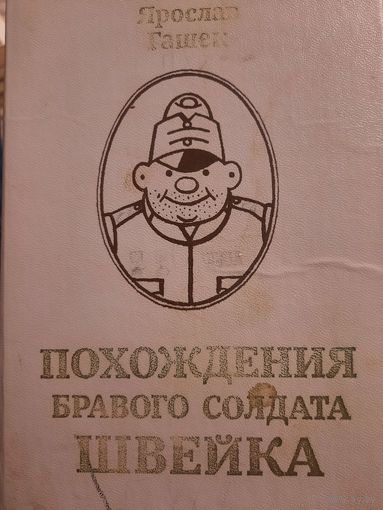 Ярослав
Гашек
ПОХОЖДЕНИЯ
БРАВОГО СОЛДАТА
ШВЕЙКА